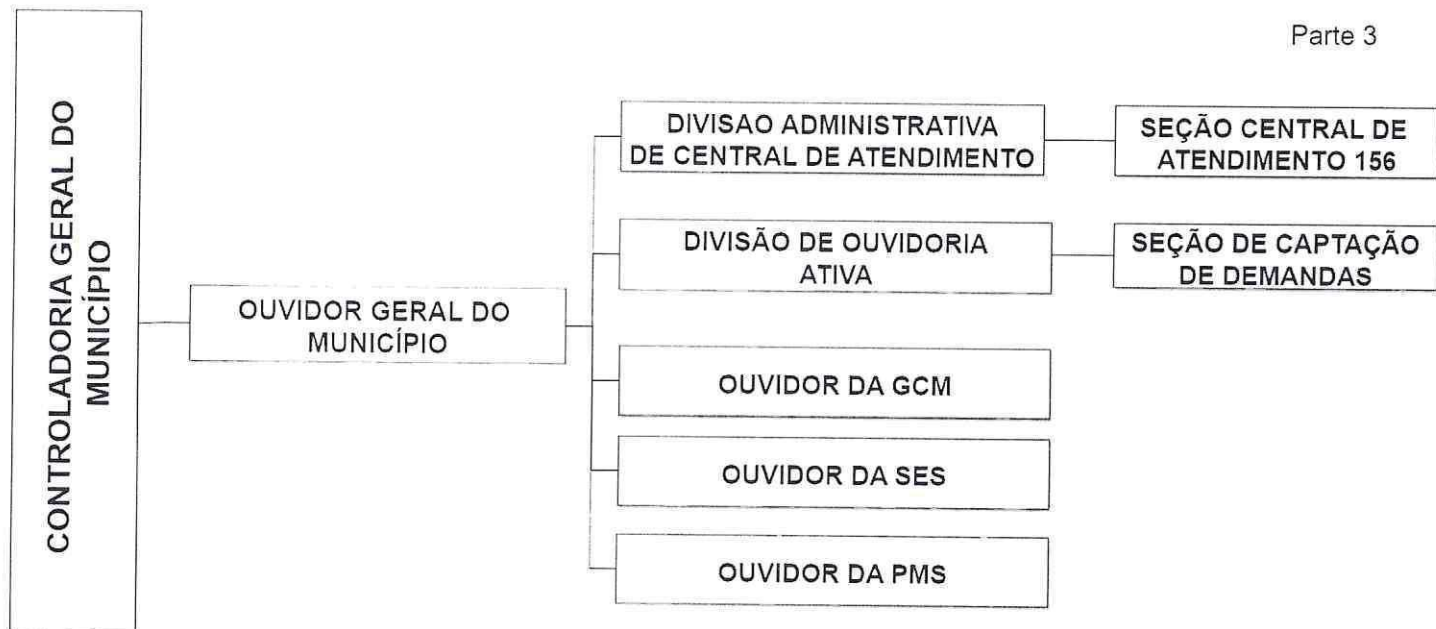 Parte 3
CONTROLADORIA GERAL DO
MUNICÍPIO
OUVIDOR GERAL DO
MUNICÍPIO
DIVISAO ADMINISTRATIVA
DE CENTRAL DE ATENDIMENTO
SEÇÃO CENTRAL DE
ATENDIMENTO 156
DIVISÃO DE OUVIDORIA
ATIVA
SEÇÃO DE CAPTAÇÃO
DE DEMANDAS
OUVIDOR DA GCM
OUVIDOR DA SES
OUVIDOR DA PMS